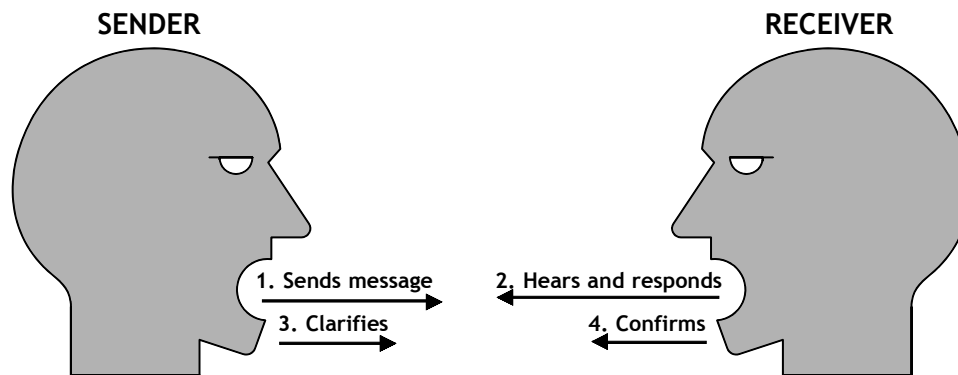 SENDER
RECEIVER
1. Sends message
2. Hears and responds
3. Clarifies
4. Confirms